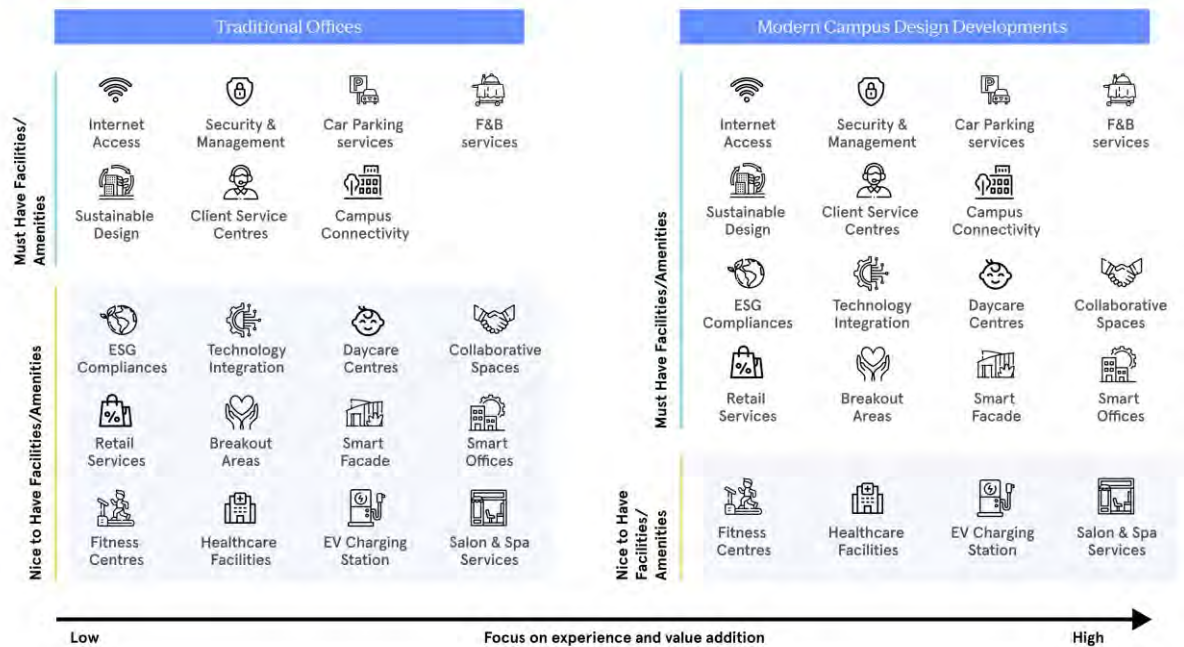 Traditional Offices
Must Have Facilities/
Amenities
Internet
Access
Security &
Management
Car Parking
services
F&B
services
Sustainable
Design
Client Service
Centres
Campus
Connectivity
Nice to Have Facilities/Amenities
ESG
Compliances
Technology
Integration
Daycare
Centres
Collaborative
Spaces
Retail
Services
Breakout
Areas
Smart
Facade
Smart
Offices
Fitness
Centres
Healthcare
Facilities
EV Charging
Station
Salon & Spa
Services
Modern Campus Design Developments
Must Have Facilities/Amenities
Internet
Access
Security &
Management
Car Parking
services
F&B
services
Sustainable
Design
Client Service
Centres
Campus
Connectivity
ESG
Compliances
Technology
Integration
Daycare
Centres
Collaborative
Spaces
Retail
Services
Breakout
Areas
Smart
Facade
Smart
Offices
Nice to Have
Facilities/
Amenities
Fitness
Centres
Healthcare
Facilities
EV Charging
Station
Salon & Spa
Services
Low
Focus on experience and value addition
High